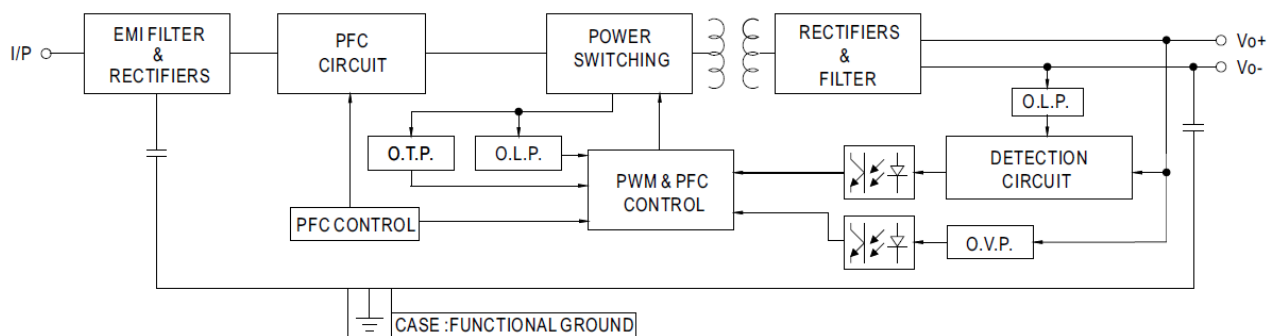 I/P
EMI FILTER
&
RECTIFIERS
PFC
CIRCUIT
POWER
SWITCHING
RECTIFIERS
&
FILTER
Vo+
Vo-
O.L.P.
O.T.P.
O.L.P.
PWM & PFC
CONTROL
DETECTION
CIRCUIT
PFC CONTROL
O.V.P.
CASE :FUNCTIONAL GROUND